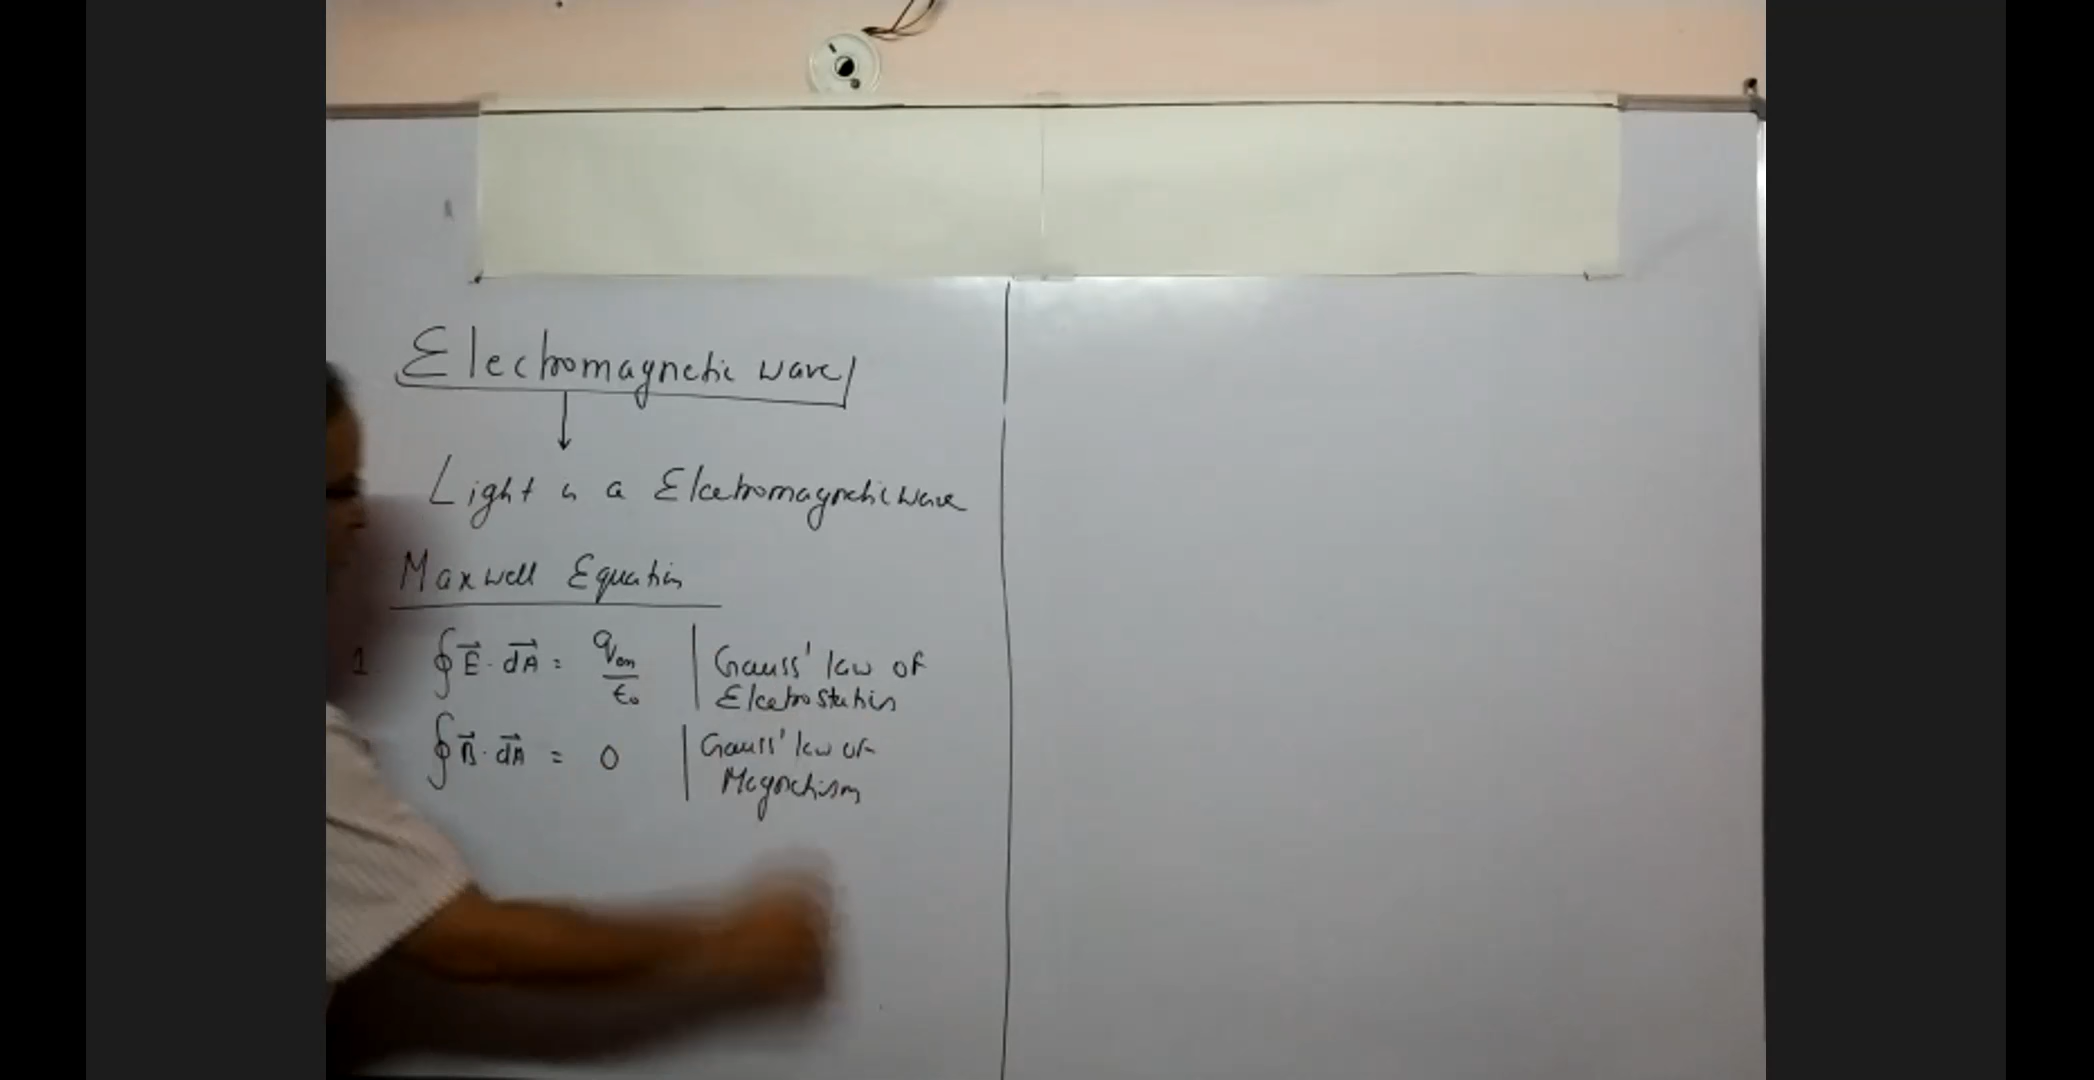 Electromagnetic wave
↓
Light is a Electromagnetic wave
Maxwell Equation
1 ∮E⃗·dA⃗ = qen/ε₀ | Gauss' law of
Electrostatics
∮B⃗·dA⃗ = 0 | Gauss' law of
Magnetism